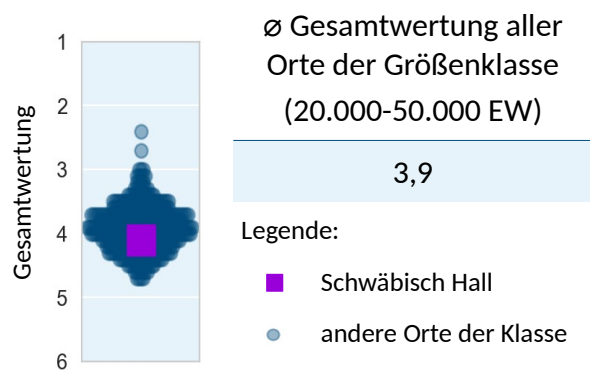 ø Gesamtwertung aller
Orte der Größenklasse
(20.000-50.000 EW)
3,9
Legende:
Schwäbisch Hall
andere Orte der Klasse
Gesamtwertung
1
2
3
4
5
6